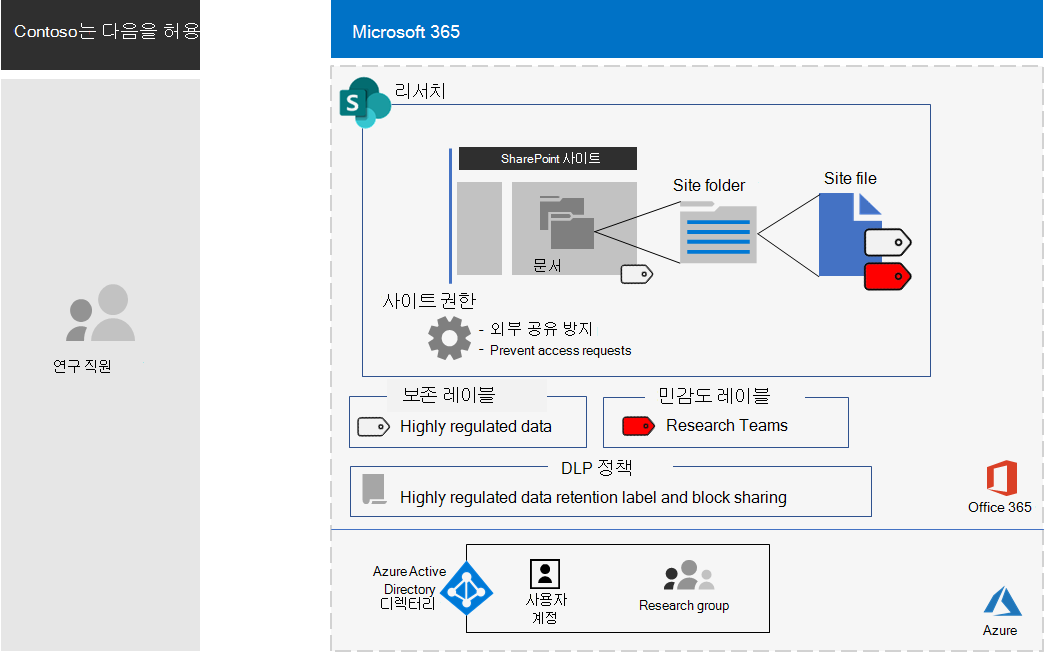 Contoso는 다음을 허용
Microsoft 365
리서치
S
SharePoint 사이트
Site folder
Site file
문서
사이트 권한
- 외부 공유 방지
- Prevent access requests
연구 직원
보존 레이블
Highly regulated data
민감도 레이블
Research Teams
DLP 정책
Highly regulated data retention label and block sharing
Office 365
Azure Active
Directory
디렉터리
사용자
계정
Research group
Azure